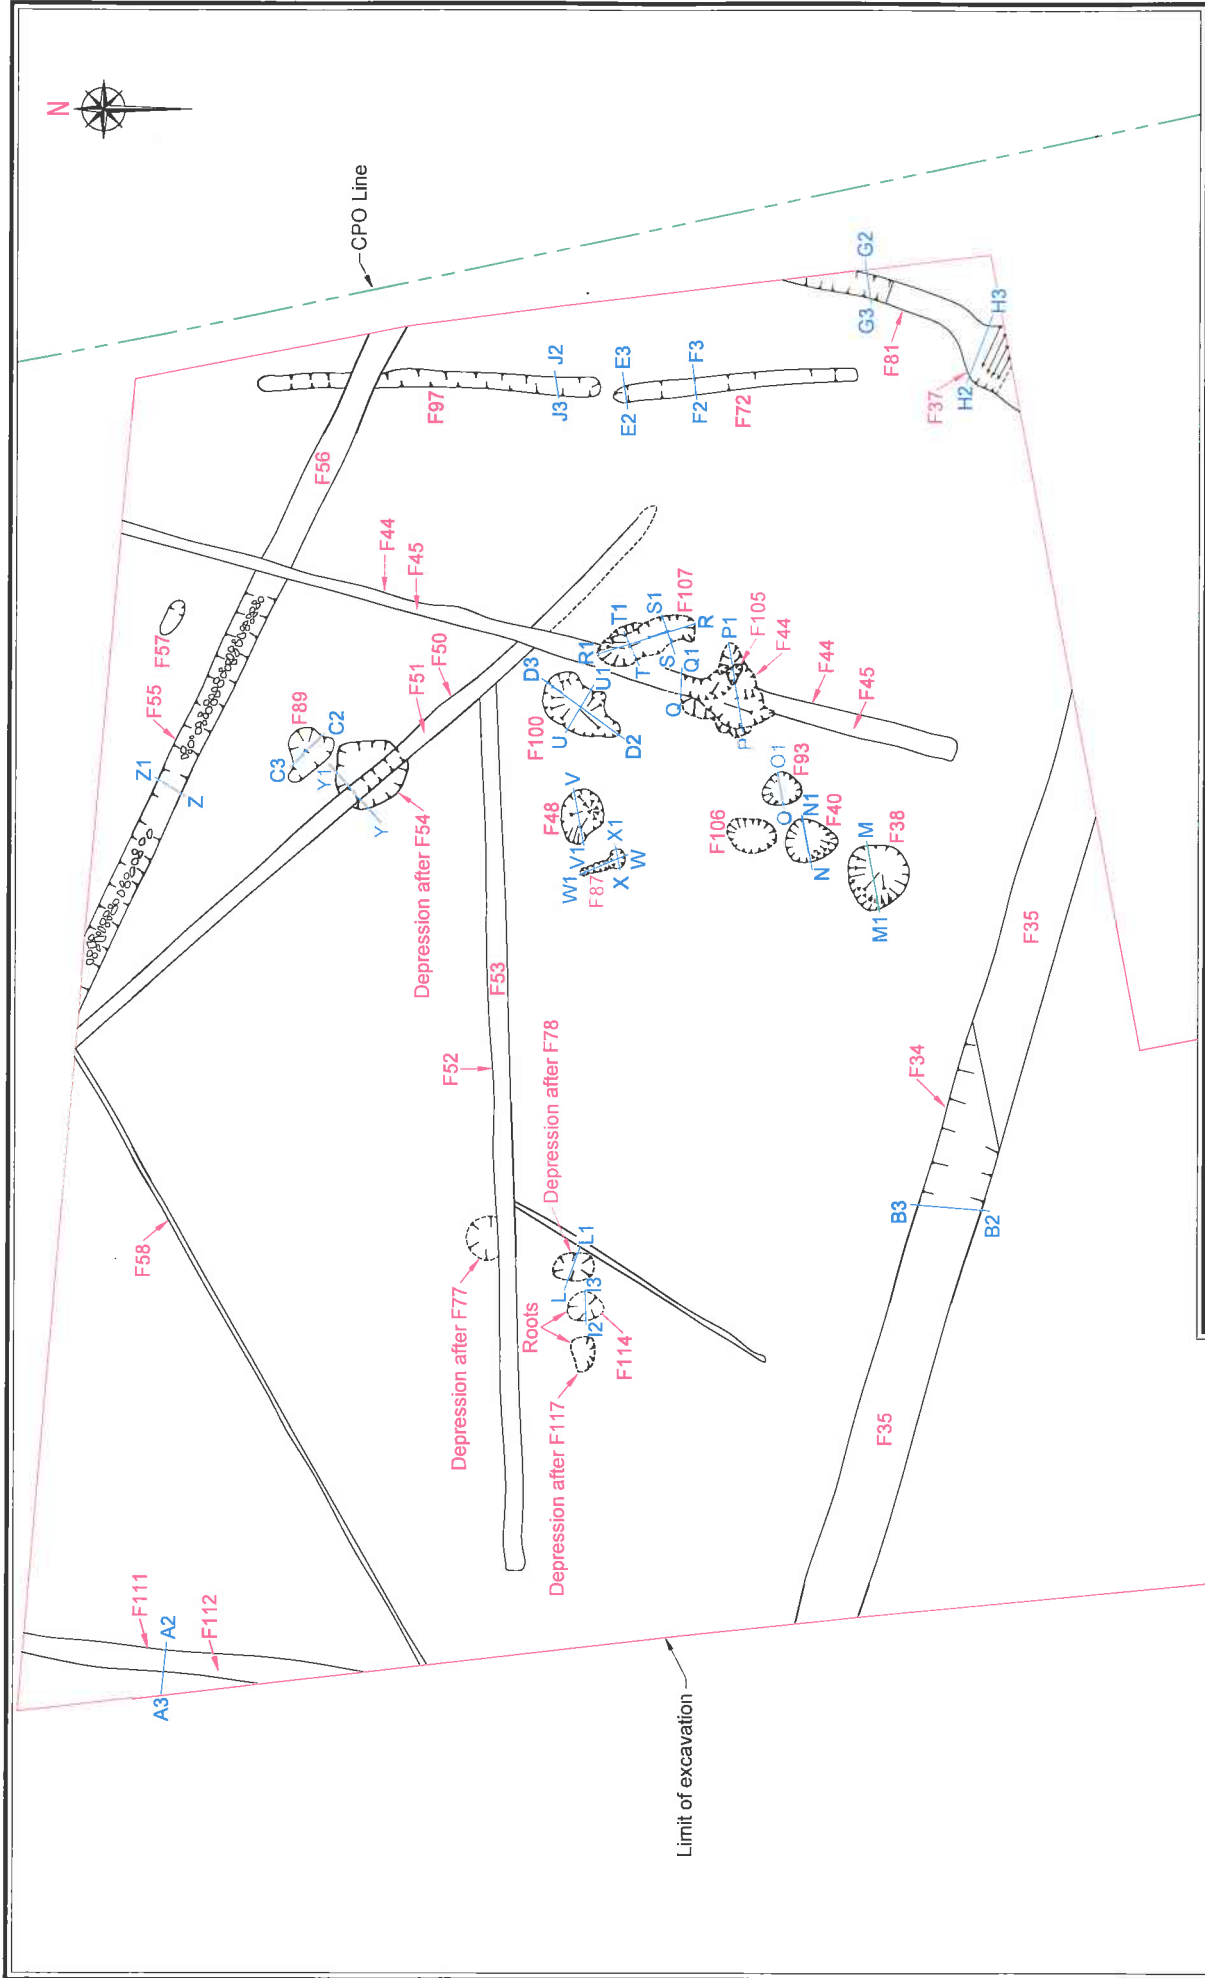 N
CPO Line
F111
F112
A2
A3
F58
F57
F55
Z1
Z
F56
F44
F45
F50
F51
F89
C3
C2
Y1
Y
Depression after F54
F97
J2
J3
E3
E2
F3
F2
F72
G2
G3
F81
F37
H3
H2
F52
F53
D3
D2
F100
U1
U
R1
R
T1
T
S1
S
F107
Q1
Q
P1
P
F105
F44
F44
F45
F48
V
V1
X1
X
W
W1
F87
F93
O1
O
F106
N1
N
F40
M
M1
F38
Depression after F77
Depression after F78
L
L1
I3
I2
Roots
F114
Depression after F117
F34
F35
F35
B3
B2
Limit of excavation